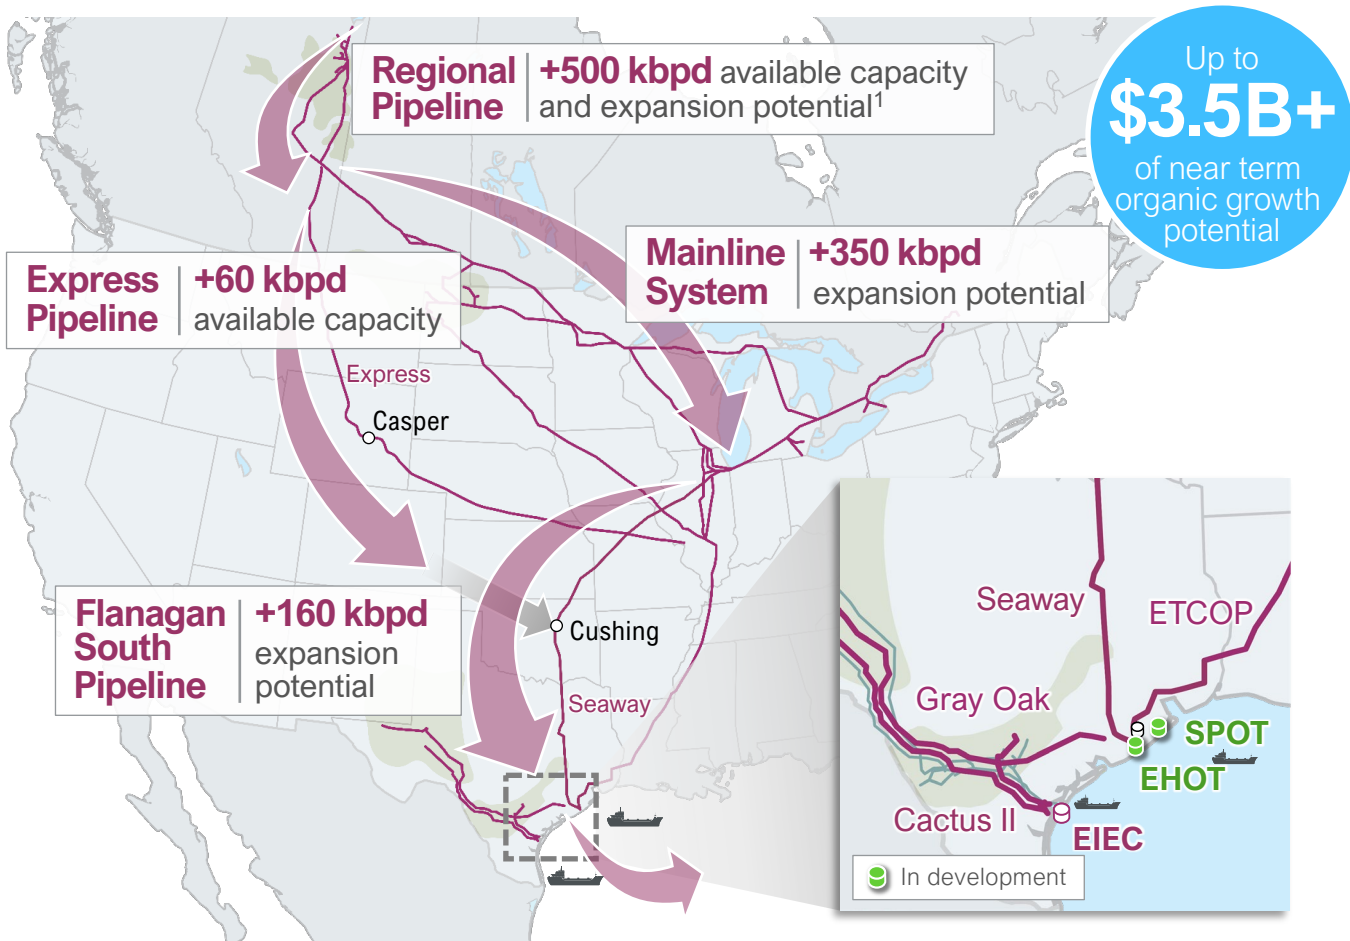 Regional
Pipeline
+500 kbpd available capacity
and expansion potential¹
Up to
$3.5B+
of near term
organic growth
potential
Express
Pipeline
+60 kbpd
available capacity
Mainline
System
+350 kbpd
expansion potential
Express
Casper
Flanagan
South
Pipeline
+160 kbpd
expansion
potential
Cushing
Seaway
Seaway
ETCOP
Gray Oak
SPOT
EHOT
Cactus II
EIEC
In development